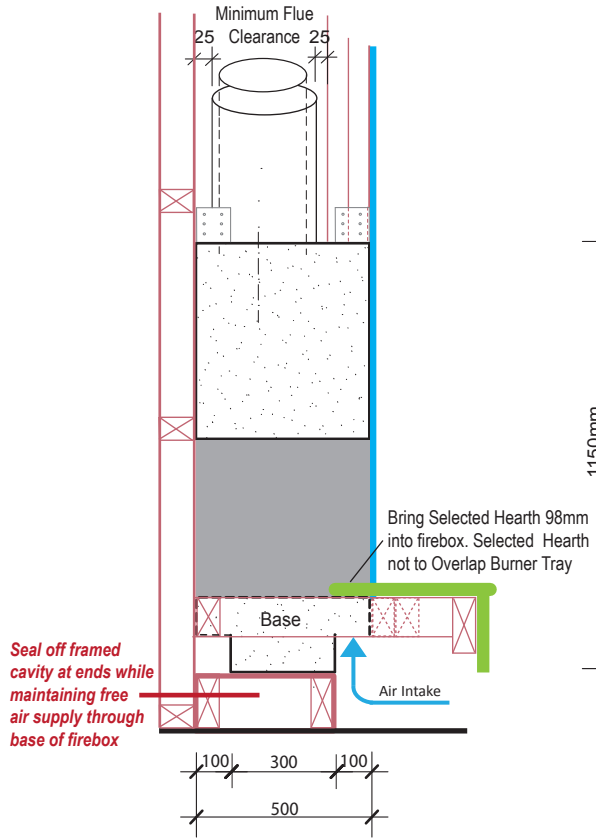 Minimum Flue
Clearance
25
25
1150mm
Bring Selected Hearth 98mm
into firebox. Selected Hearth
not to Overlap Burner Tray
Base
Seal off framed
cavity at ends while
maintaining free
air supply through
base of firebox
Air Intake
100 300 100
500